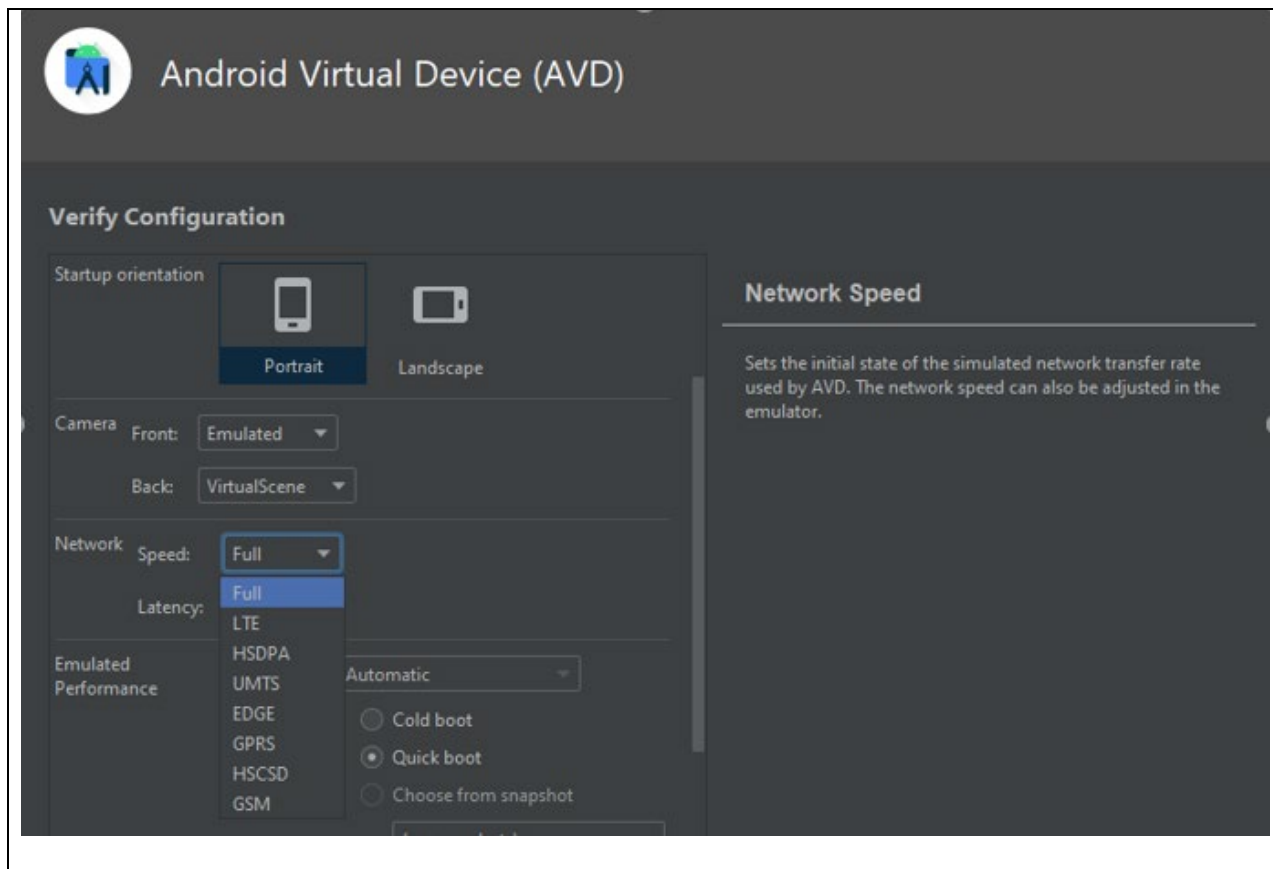 Android Virtual Device (AVD)
Verify Configuration
Startup orientation
Portrait
Landscape
Camera
Front:
Emulated
Back:
VirtualScene
Network
Speed:
Full
Full
LTE
HSDPA
UMTS
EDGE
GPRS
HSCSD
GSM
Latency:
Emulated
Performance
Automatic
Cold boot
Quick boot
Choose from snapshot
Network Speed
Sets the initial state of the simulated network transfer rate
used by AVD. The network speed can also be adjusted in the
emulator.